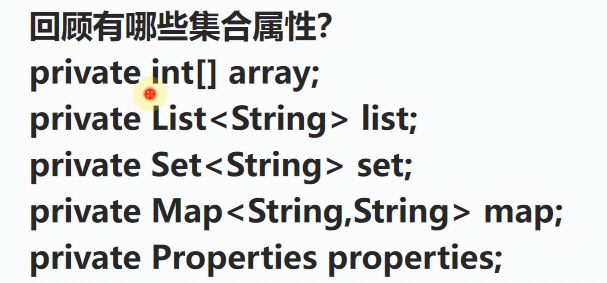 回顾有哪些集合属性？
private int[] array;
private List<String> list;
private Set<String> set;
private Map<String,String> map;
private Properties properties;